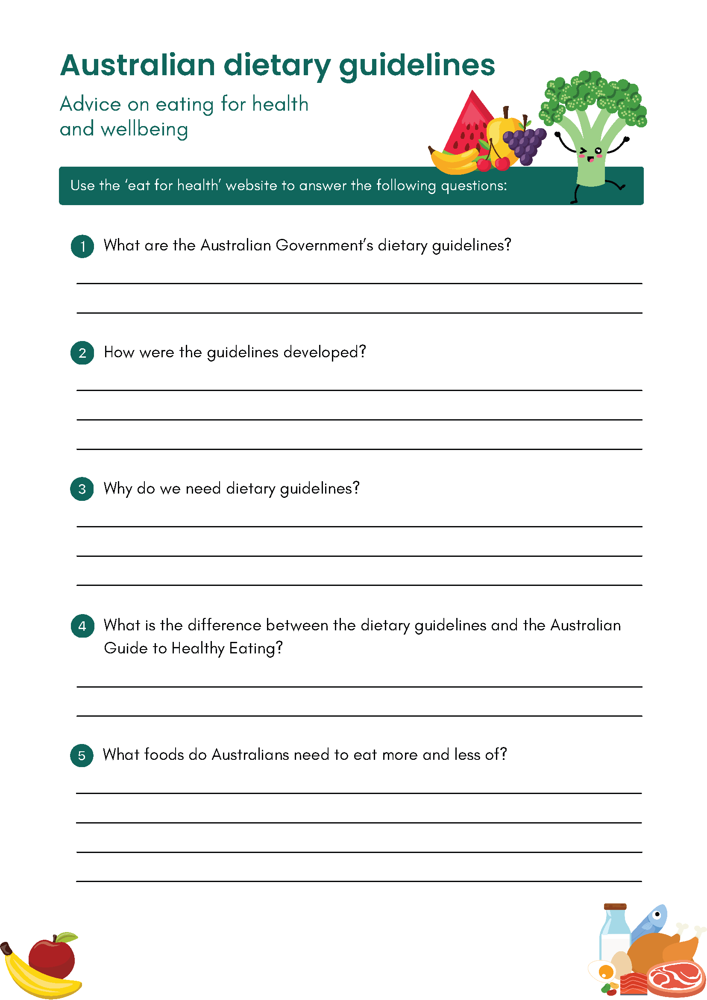 Australian dietary guidelines
Advice on eating for health
and wellbeing
Use the ‘eat for health’ website to answer the following questions:
1 What are the Australian Government’s dietary guidelines?
2 How were the guidelines developed?
3 Why do we need dietary guidelines?
4 What is the difference between the dietary guidelines and the Australian
Guide to Healthy Eating?
5 What foods do Australians need to eat more and less of?